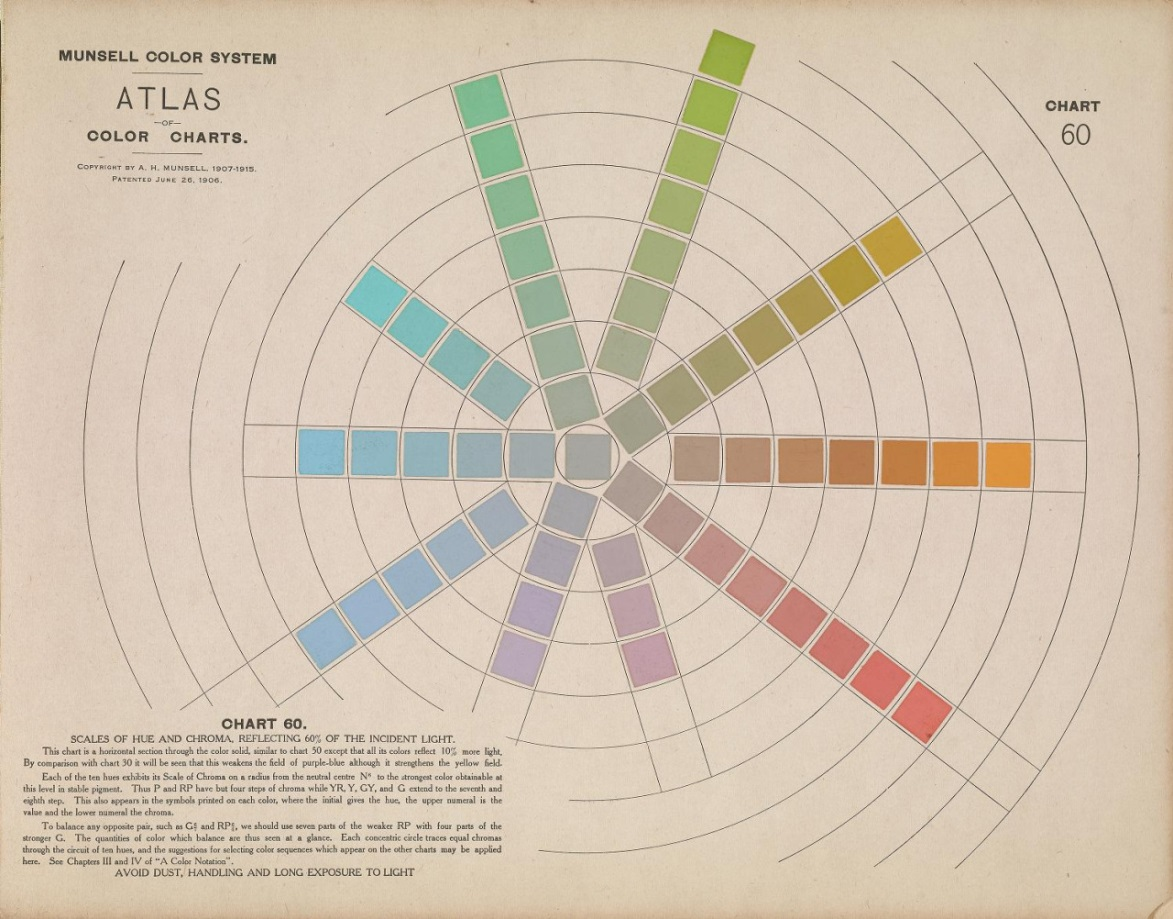 MUNSELL COLOR SYSTEM
ATLAS
—OF—
COLOR CHARTS.
COPYRIGHT BY A. H. MUNSELL, 1907-1915.
PATENTED JUNE 26, 1906.
CHART
60
CHART 60.
SCALES OF HUE AND CHROMA, REFLECTING 60% OF THE INCIDENT LIGHT.
This chart is a horizontal section through the color solid, similar to chart 50 except that all its colors reflect 10% more light.
By comparison with chart 30 it will be seen that this weakens the field of purple-blue although it strengthens the yellow field.
Each of the ten hues exhibits its Scale of Chroma on a radius from the neutral centre N⁶ to the strongest color obtainable at
this level in stable pigment. Thus P and RP have but four steps of chroma while YR, Y, GY, and G extend to the seventh and
eighth step. This also appears in the symbols printed on each color, where the initial gives the hue, the upper numeral is the
value and the lower numeral the chroma.
To balance any opposite pair, such as and we should use seven parts of the weaker RP with four parts of the
stronger G. The quantities of color which balance are thus seen at a glance. Each concentric circle traces equal chromas
through the circuit of ten hues, and the suggestions for selecting color sequences which appear on the other charts may be applied
here. See Chapters III and IV of "A Color Notation".
AVOID DUST, HANDLING AND LONG EXPOSURE TO LIGHT